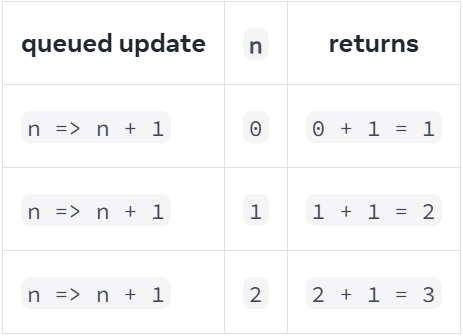 queued update n returns
n => n + 1 0 0 + 1 = 1
n => n + 1 1 1 + 1 = 2
n => n + 1 2 2 + 1 = 3